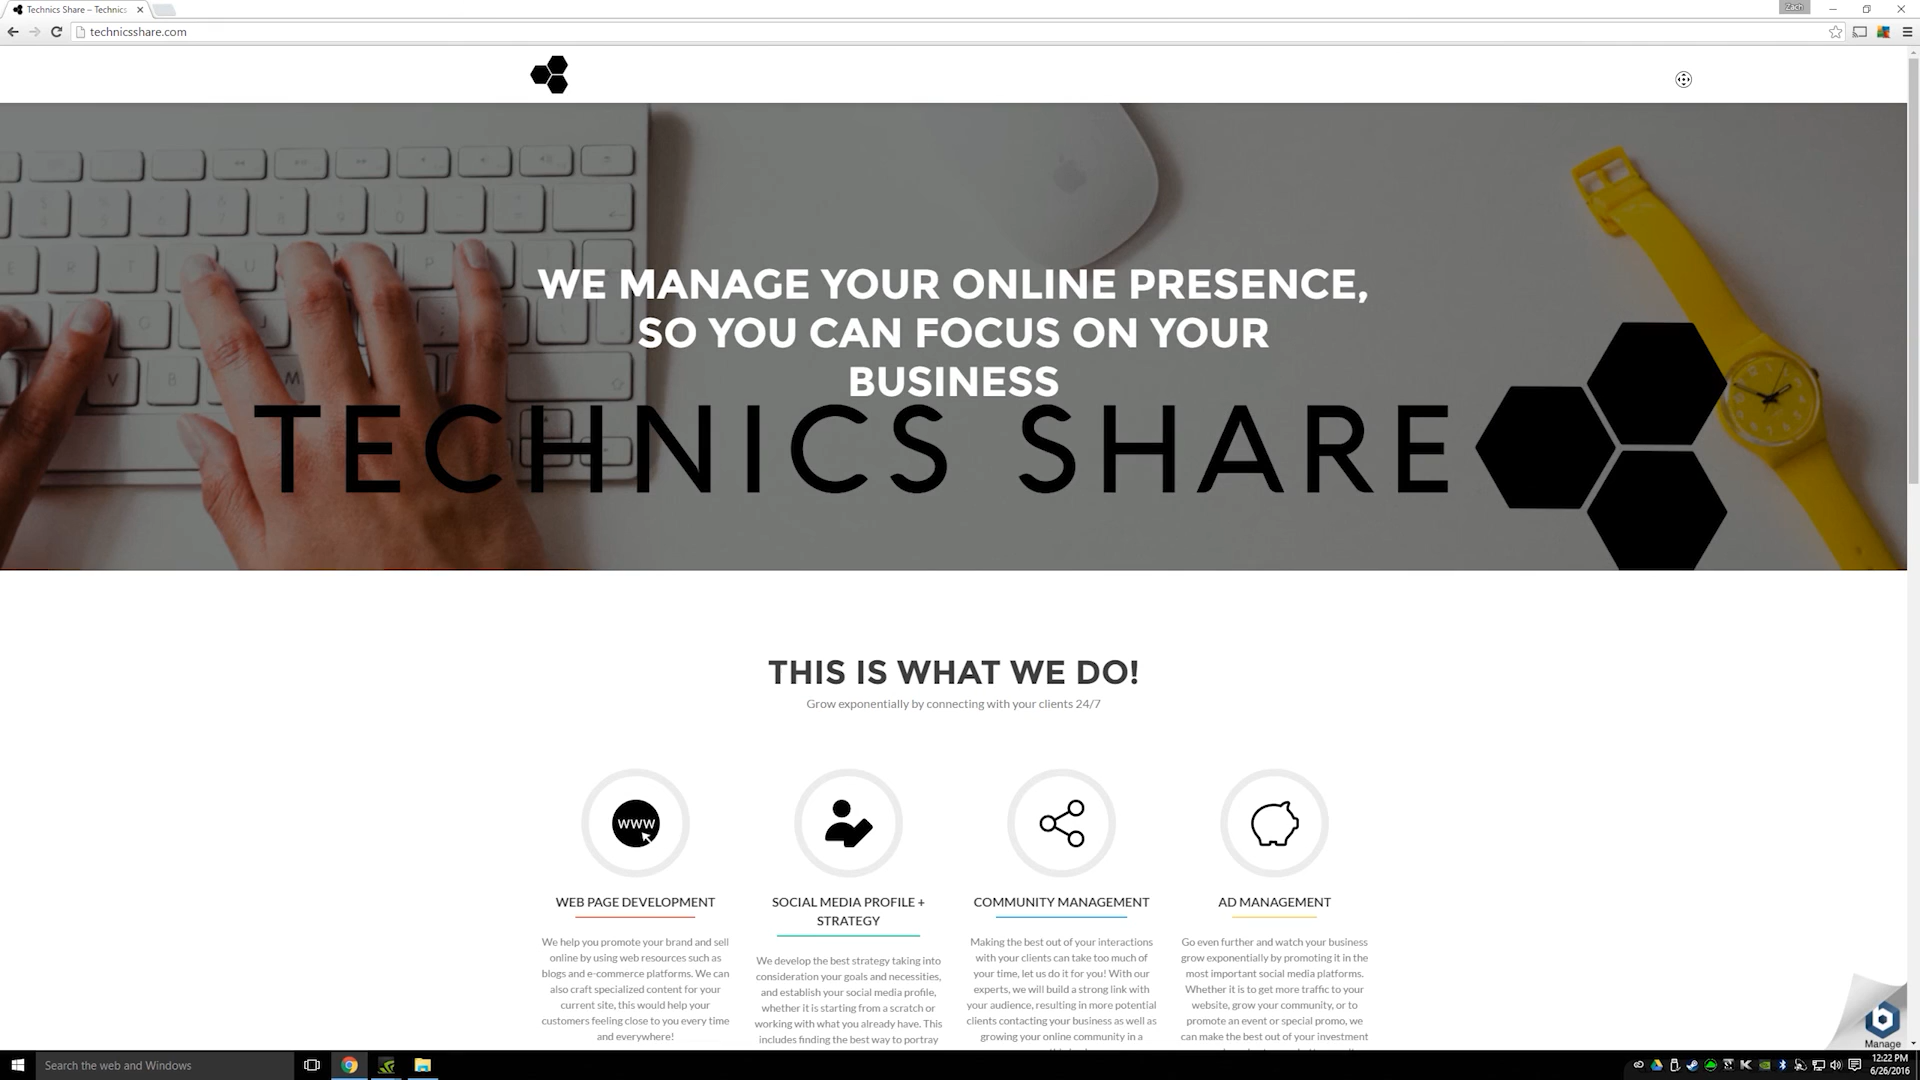 Technics Share – Technics
Zach
technicsshare.com
WE MANAGE YOUR ONLINE PRESENCE,
SO YOU CAN FOCUS ON YOUR
BUSINESS
TECHNICS SHARE
THIS IS WHAT WE DO!
Grow exponentially by connecting with your clients 24/7
www
WEB PAGE DEVELOPMENT
We help you promote your brand and sell
online by using web resources such as
blogs and e-commerce platforms. We can
also craft specialized content for your
current site, this would help your
customers feeling close to you every time
and everywhere!
SOCIAL MEDIA PROFILE +
STRATEGY
We develop the best strategy taking into
consideration your goals and necessities,
and establish your social media profile,
whether it is starting from a scratch or
working with what you already have. This
includes finding the best way to portray
COMMUNITY MANAGEMENT
Making the best out of your interactions
with your clients can take too much of
your time, let us do it for you! With our
experts, we will build a strong link with
your audience, resulting in more potential
clients contacting your business as well as
growing your online community in a
AD MANAGEMENT
Go even further and watch your business
grow exponentially by promoting it in the
most important social media platforms.
Whether it is to get more traffic to your
website, grow your community, or to
promote an event or special promo, we
can make the best out of your investment
Manage
Search the web and Windows
12:22 PM
6/26/2016